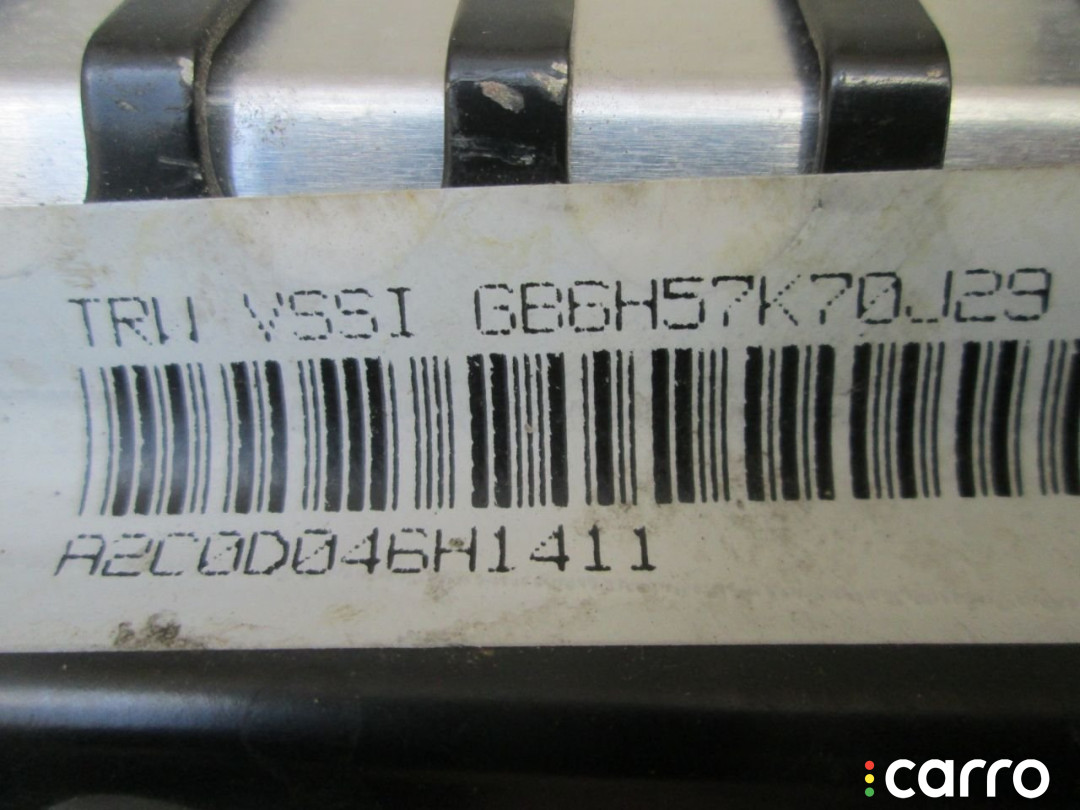 TRW VSSI GB6H57K70J29
A2C0D046H1411
carro